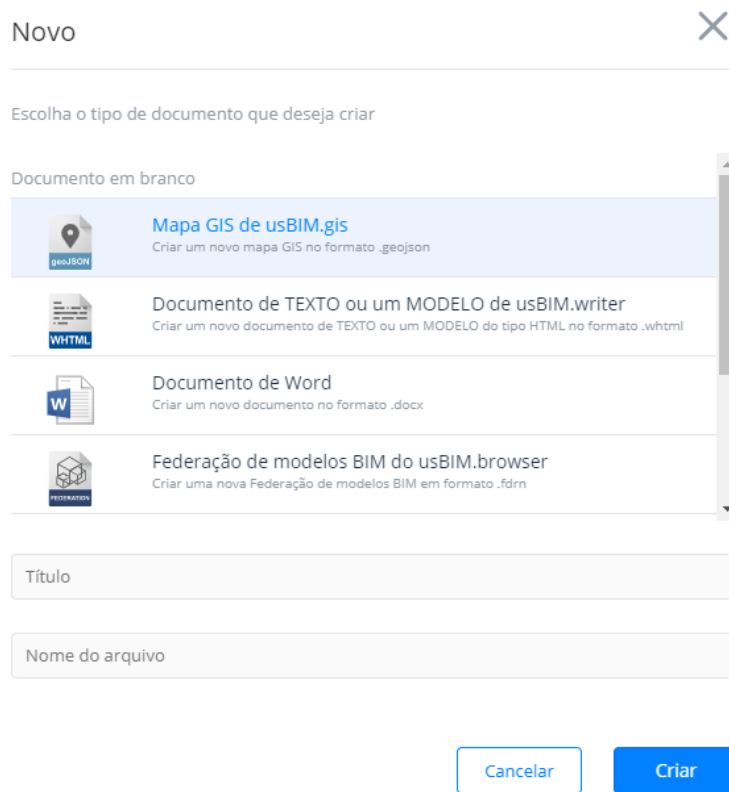 Novo
Escolha o tipo de documento que deseja criar
Documento em branco
Mapa GIS de usBIM.gis
Criar um novo mapa GIS no formato .geojson
geoJSON
Documento de TEXTO ou um MODELO de usBIM.writer
Criar um novo documento de TEXTO ou um MODELO do tipo HTML no formato .whtml
WHTML
Documento de Word
Criar um novo documento no formato .docx
W
Federação de modelos BIM do usBIM.browser
Criar uma nova Federação de modelos BIM em formato .fdrn
FEDERATION
Título
Nome do arquivo
Cancelar
Criar